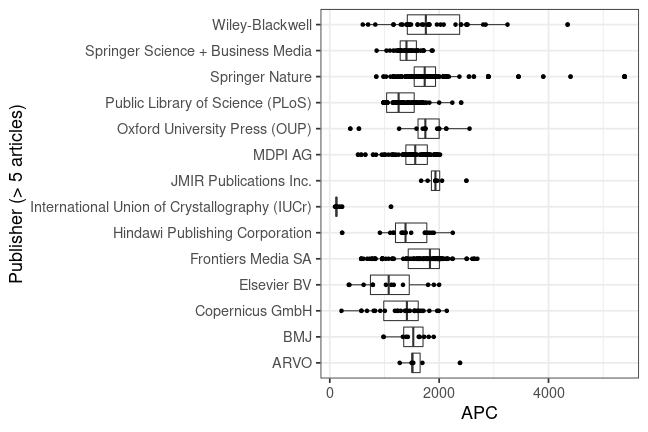 Publisher (> 5 articles)
Wiley-Blackwell
Springer Science + Business Media
Springer Nature
Public Library of Science (PLoS)
Oxford University Press (OUP)
MDPI AG
JMIR Publications Inc.
International Union of Crystallography (IUCr)
Hindawi Publishing Corporation
Frontiers Media SA
Elsevier BV
Copernicus GmbH
BMJ
ARVO
0 2000 4000
APC